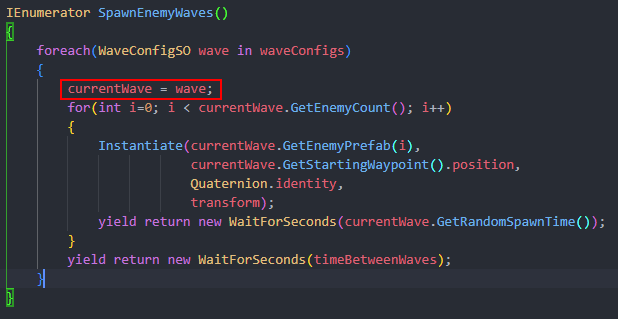 IEnumerator SpawnEnemyWaves()
{
foreach(WaveConfigSO wave in waveConfigs)
{
currentWave = wave;
for(int i=0; i < currentWave.GetEnemyCount(); i++)
{
Instantiate(currentWave.GetEnemyPrefab(i),
currentWave.GetStartingWaypoint().position,
Quaternion.identity,
transform);
yield return new WaitForSeconds(currentWave.GetRandomSpawnTime());
}
yield return new WaitForSeconds(timeBetweenWaves);
}
}